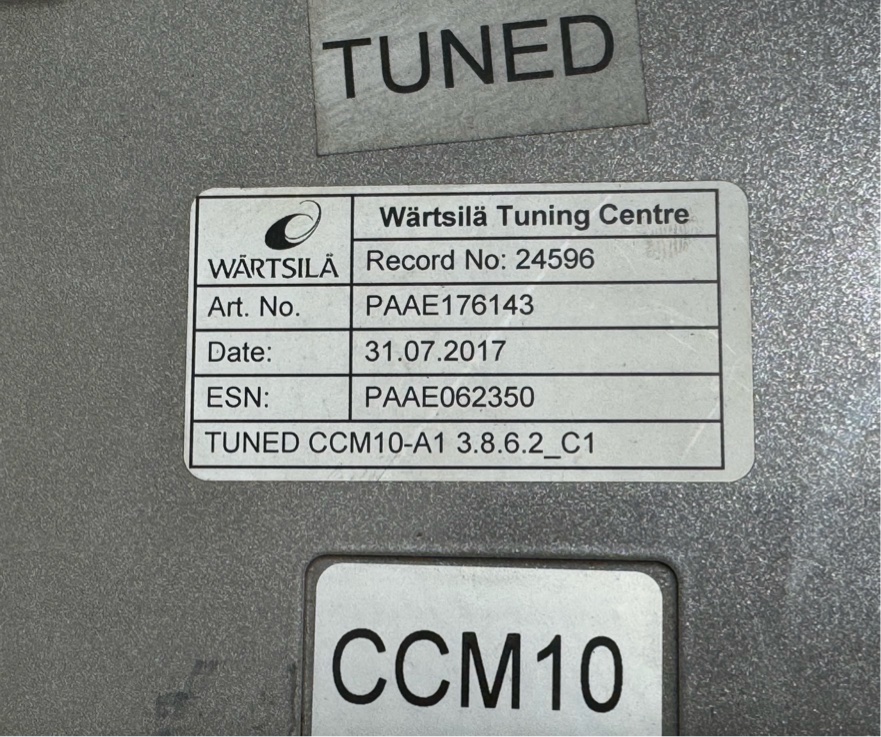 TUNED
Wärtsilä Tuning Centre
WÄRTSILÄ
Record No: 24596
Art. No. PAAE176143
Date: 31.07.2017
ESN: PAAE062350
TUNED CCM10-A1 3.8.6.2_C1
CCM10